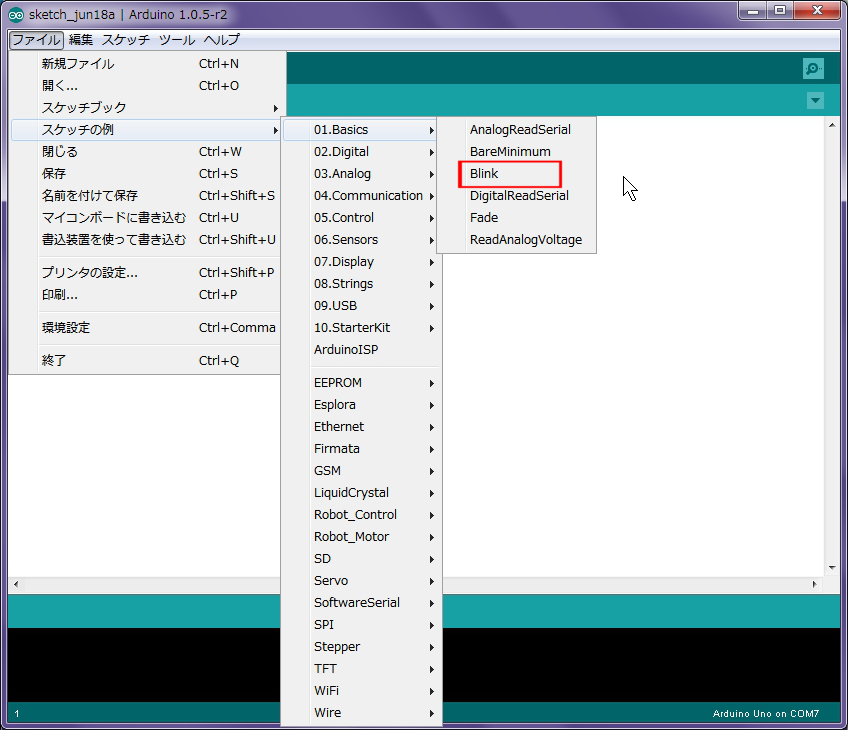 sketch_jun18a | Arduino 1.0.5-r2
ファイル 編集 スケッチ ツール ヘルプ
新規ファイル Ctrl+N
開く... Ctrl+O
スケッチブック
スケッチの例
閉じる Ctrl+W
保存 Ctrl+S
名前を付けて保存 Ctrl+Shift+S
マイコンボードに書き込む Ctrl+U
書込装置を使って書き込む Ctrl+Shift+U
プリンタの設定... Ctrl+Shift+P
印刷... Ctrl+P
環境設定 Ctrl+Comma
終了 Ctrl+Q
01.Basics
02.Digital
03.Analog
04.Communication
05.Control
06.Sensors
07.Display
08.Strings
09.USB
10.StarterKit
ArduinoISP
EEPROM
Esplora
Ethernet
Firmata
GSM
LiquidCrystal
Robot_Control
Robot_Motor
SD
Servo
SoftwareSerial
SPI
Stepper
TFT
WiFi
Wire
AnalogReadSerial
BareMinimum
Blink
DigitalReadSerial
Fade
ReadAnalogVoltage
1
Arduino Uno on COM7